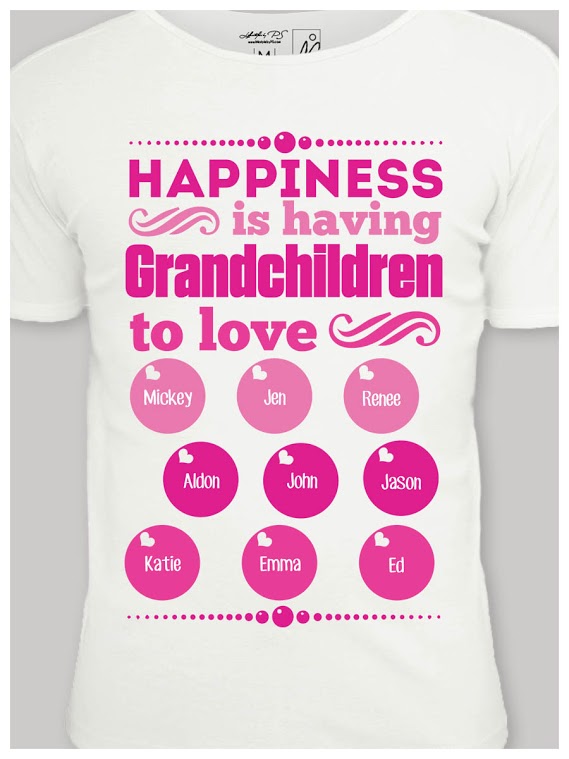 M
HAPPINESS
is having
Grandchildren
to love
Mickey Jen Renee
Aldon John Jason
Katie Emma Ed